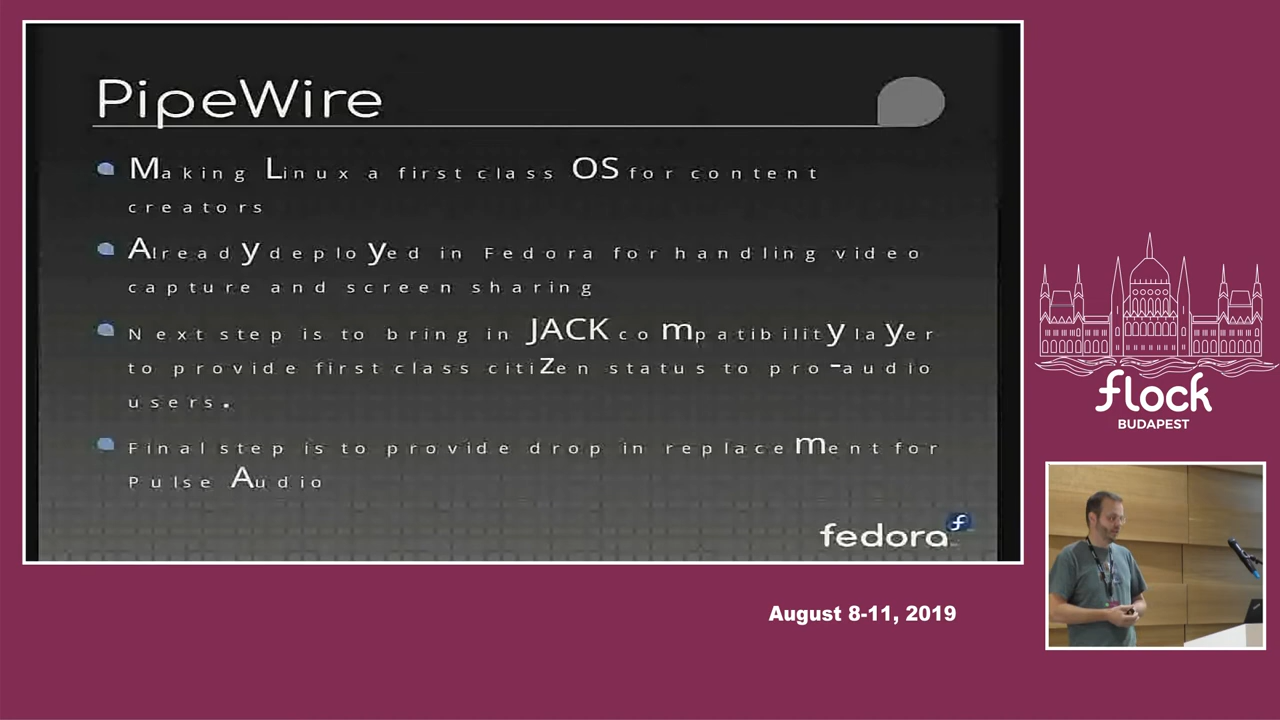 PipeWire
Making Linux a first class OS for content
creators
Already deployed in Fedora for handling video
capture and screen sharing
Next step is to bring in JACK compatibility layer
to provide first class citiZen status to pro-audio
users.
Final step is to provide drop in replacement for
Pulse Audio
fedora
flock
BUDAPEST
August 8-11, 2019